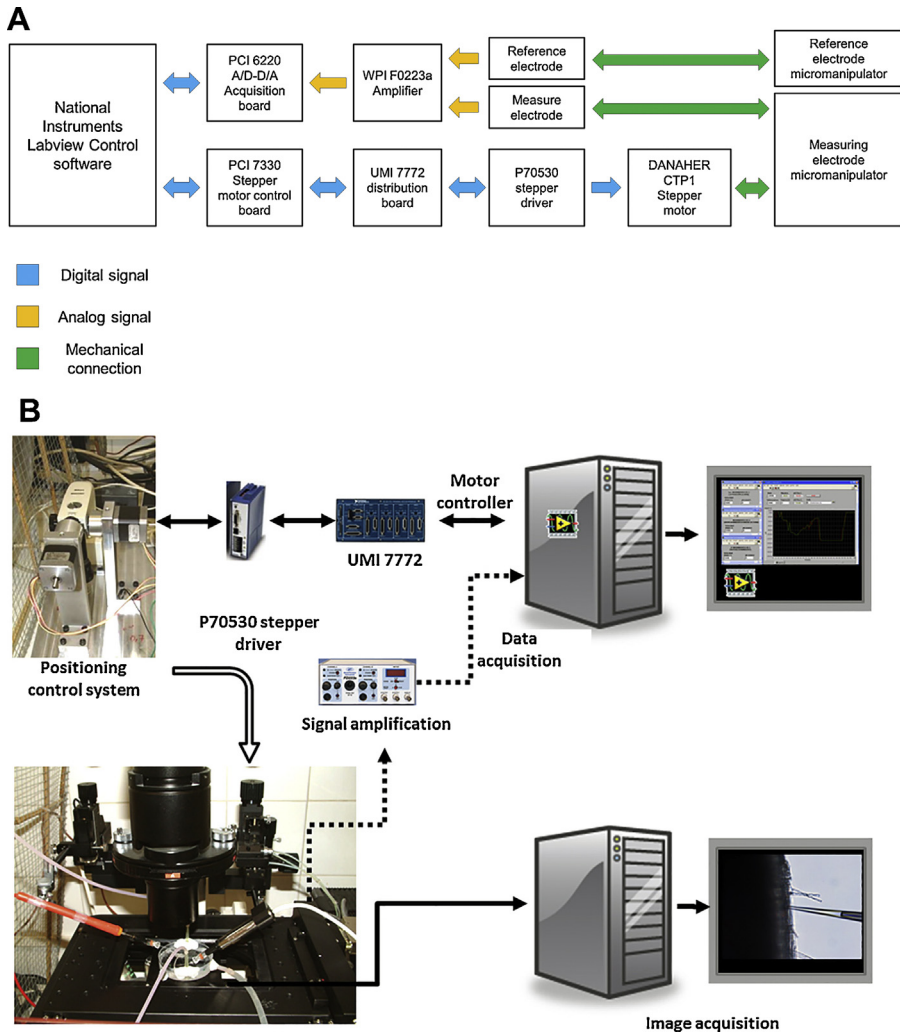 A
National
Instruments
Labview Control
software
PCI 6220
A/D-D/A
Acquisition
board
WPI F0223a
Amplifier
Reference
electrode
Measure
electrode
Reference
electrode
micromanipulator
Measuring
electrode
micromanipulator
PCI 7330
Stepper
motor control
board
UMI 7772
distribution
board
P70530
stepper
driver
DANAHER
CTP1
Stepper
motor
Digital signal
Analog signal
Mechanical
connection
B
Motor
controller
UMI 7772
P70530 stepper
driver
Positioning
control system
Data
acquisition
Signal amplification
Image acquisition